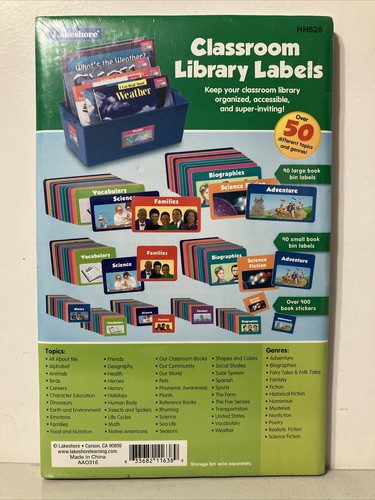 Lakeshore
HH626
Classroom
Library Labels
Keep your classroom library
organized, accessible,
and super-inviting!
Over
50
different topics
and genres!
What's the Weather?
Weather
90 large book
bin labels
Vocabulary
Science
Families
Biographies
Science Fiction
Adventure
90 small book
bin labels
Vocabulary
Science
Families
Biographies
Science
Fiction
Adventure
Over 900
book stickers
Topics:
• All About Me
• Alphabet
• Animals
• Birds
• Careers
• Character Education
• Dinosaurs
• Earth and Environment
• Emotions
• Families
• Food and Nutrition
• Friends
• Geography
• Health
• Heroes
• History
• Holidays
• Human Body
• Insects and Spiders
• Life Cycles
• Math
• Native Americans
• Our Classroom Books
• Our Community
• Our World
• Pets
• Phonemic Awareness
• Plants
• Reference Books
• Rhyming
• Science
• Sea Life
• Seasons
• Shapes and Colors
• Social Studies
• Solar System
• Spanish
• Sports
• The Farm
• The Five Senses
• Transportation
• United States
• Vocabulary
• Weather
Genres:
• Adventure
• Biographies
• Fairy Tales & Folk Tales
• Fantasy
• Fiction
• Historical Fiction
• Humorous
• Mysteries
• Nonfiction
• Poetry
• Realistic Fiction
• Science Fiction
© Lakeshore • Carson, CA 90895
www.lakeshorelearning.com
Made in China
AAO316
Storage bin sold separately.